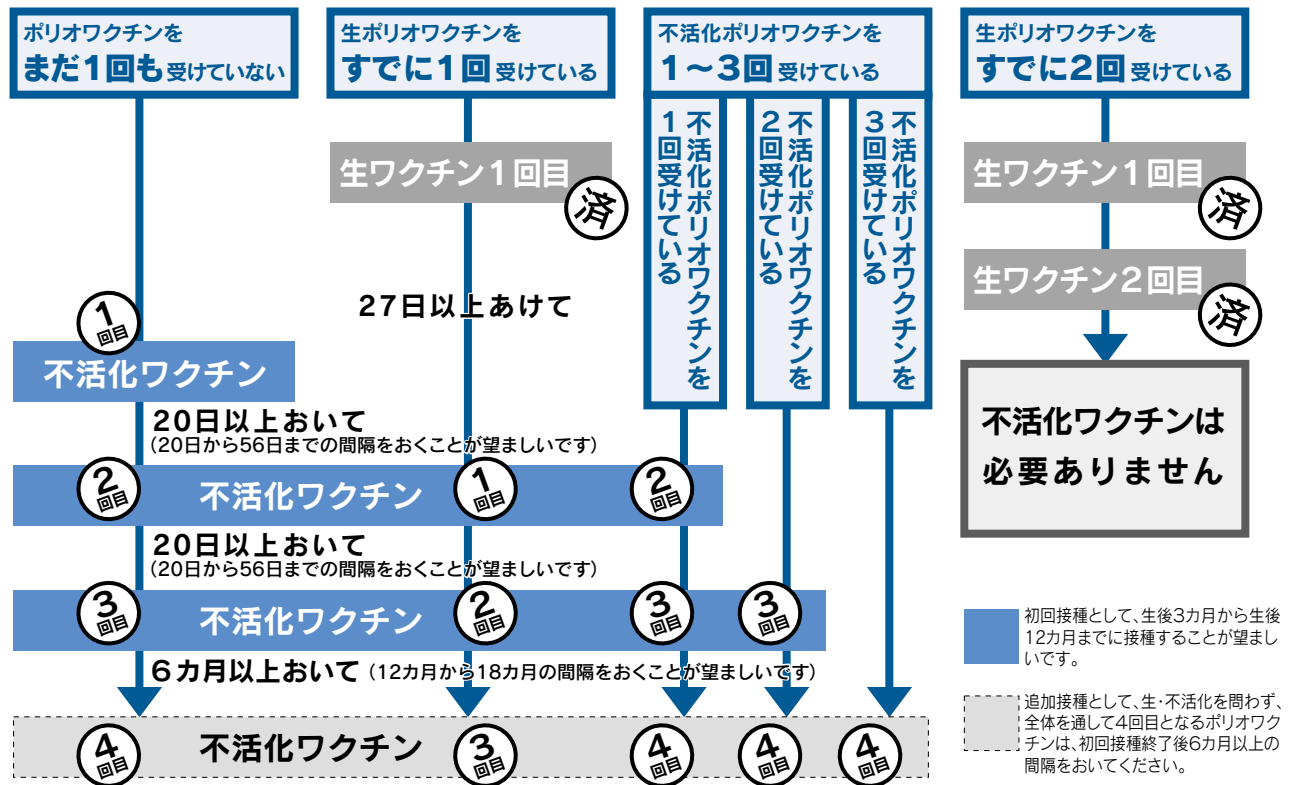 ポリオワクチンを
まだ1回も受けていない
生ポリオワクチンを
すでに1回受けている
不活化ポリオワクチンを
1〜3回受けている
生ポリオワクチンを
すでに2回受けている
生ワクチン1回目
済
27日以上あけて
不活化ポリオワクチンを
1回受けている
不活化ポリオワクチンを
2回受けている
不活化ポリオワクチンを
3回受けている
生ワクチン1回目
済
生ワクチン2回目
済
不活化ワクチンは
必要ありません
1回目
不活化ワクチン
20日以上おいて
(20日から56日までの間隔をおくことが望ましいです)
2回目 不活化ワクチン 1回目 2回目
20日以上おいて
(20日から56日までの間隔をおくことが望ましいです)
3回目 不活化ワクチン 2回目 3回目 3回目
6カ月以上おいて(12カ月から18カ月の間隔をおくことが望ましいです)
4回目 不活化ワクチン 3回目 4回目 4回目 4回目
初回接種として、生後3カ月から生後
12カ月までに接種することが望まし
いです。
追加接種として、生・不活化を問わず、
全体を通して4回目となるポリオワク
チンは、初回接種終了後6カ月以上の
間隔をおいてください。